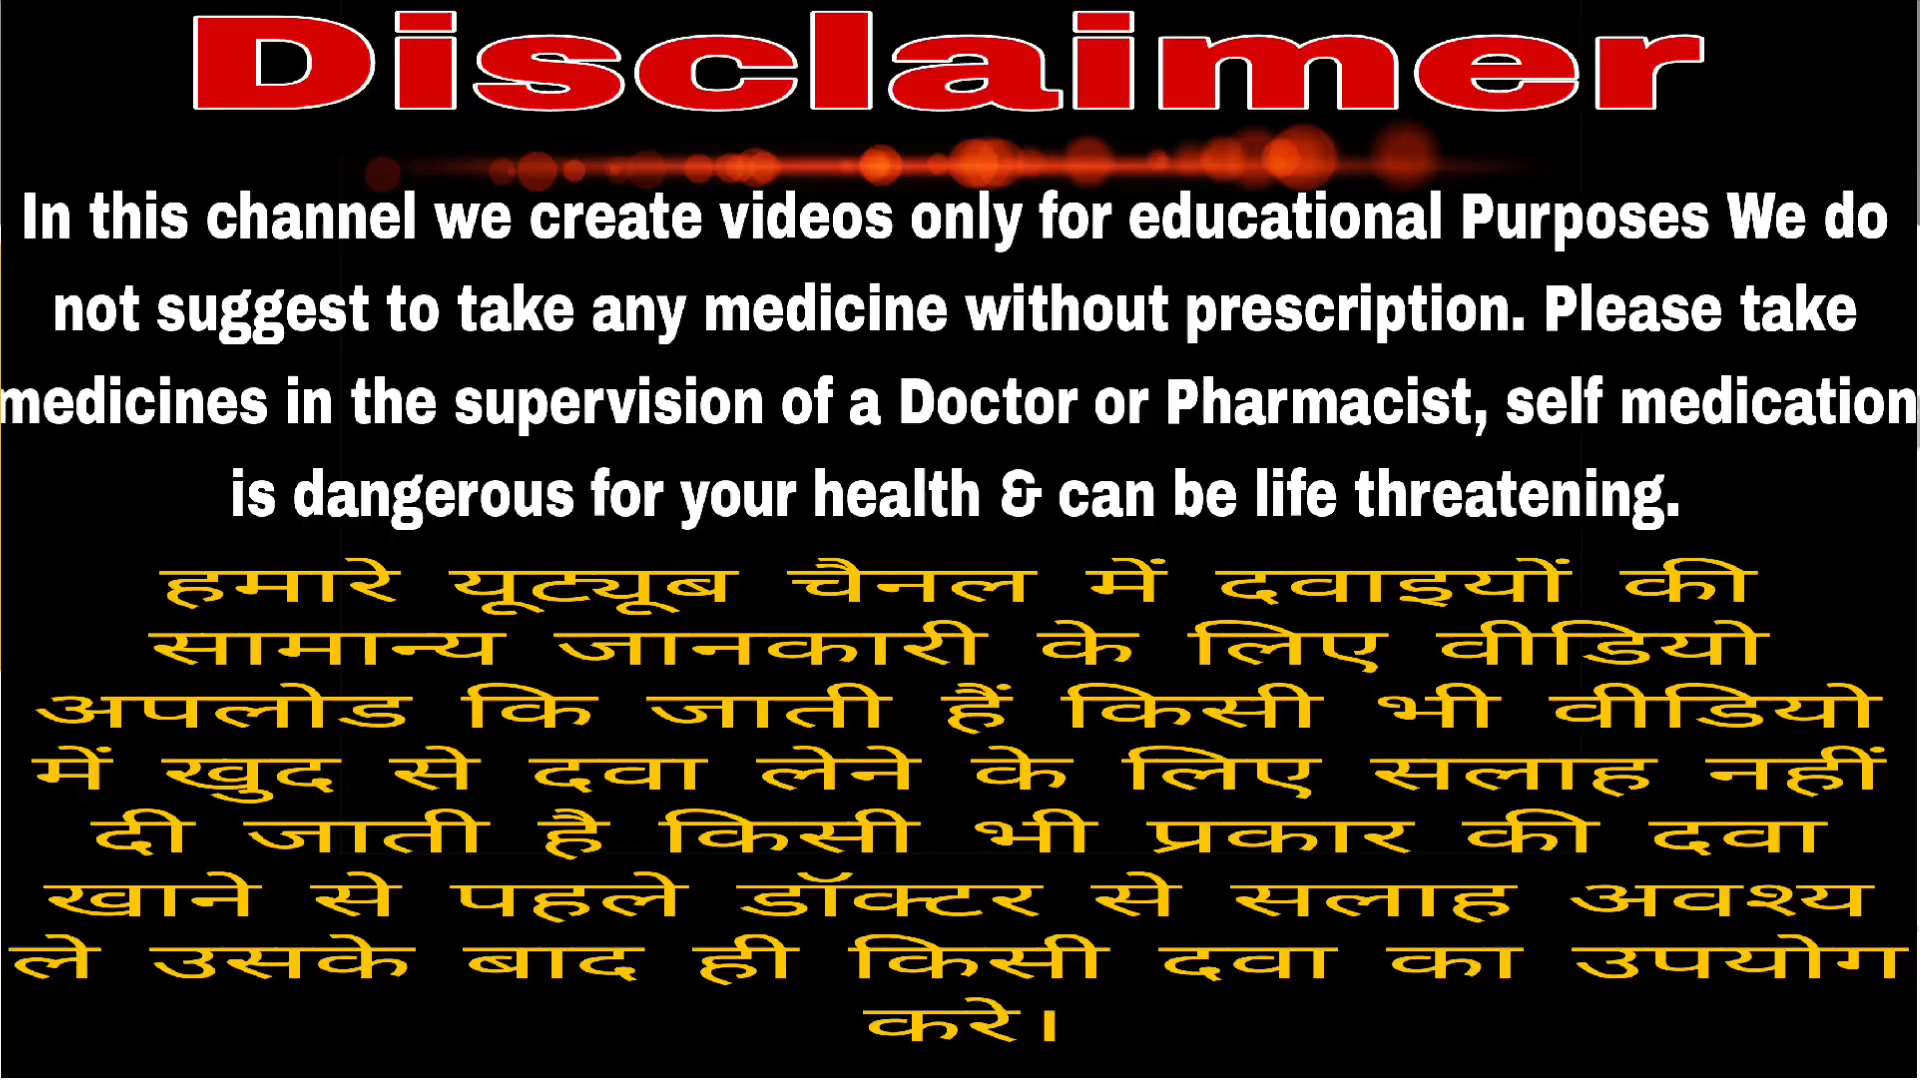 Disclaimer
In this channel we create videos only for educational Purposes We do
not suggest to take any medicine without prescription. Please take
medicines in the supervision of a Doctor or Pharmacist, self medication
is dangerous for your health & can be life threatening.
हमारे यूट्यूब चैनल में दवाइयों की
सामान्य जानकारी के लिए वीडियो
अपलोड कि जाती हैं किसी भी वीडियो
में खुद से दवा लेने के लिए सलाह नहीं
दी जाती है किसी भी प्रकार की दवा
खाने से पहले डॉक्टर से सलाह अवश्य
ले उसके बाद ही किसी दवा का उपयोग
करे।